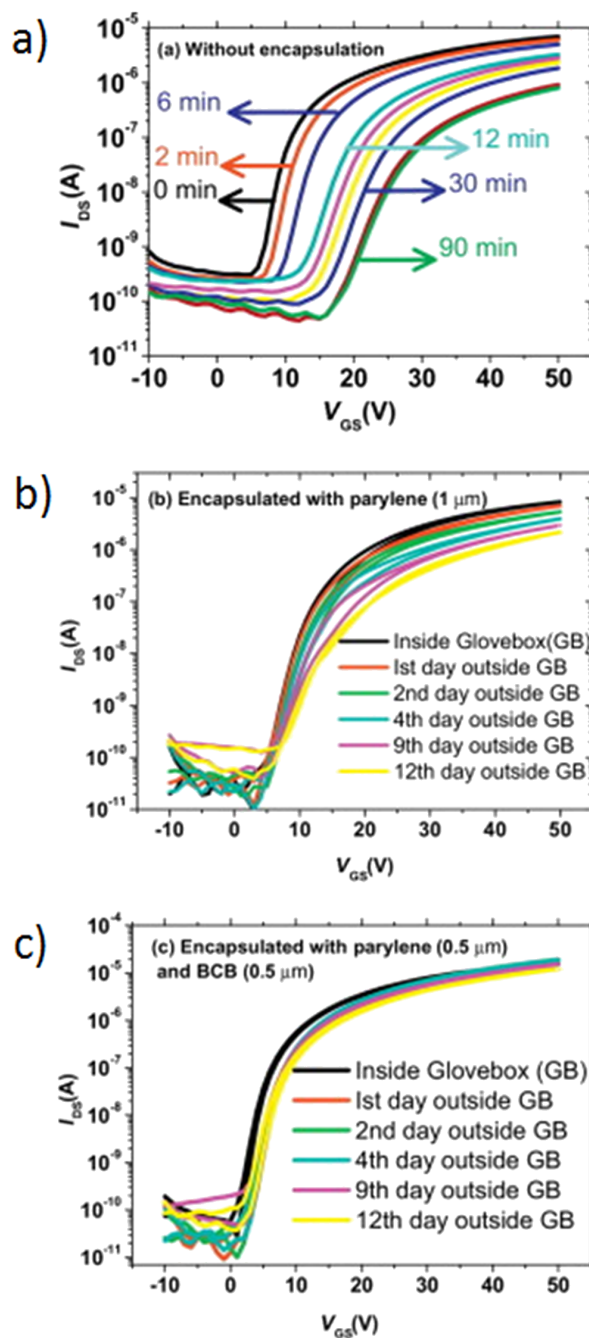 a)
(a) Without encapsulation
10-5
10-6
10-7
10-8
10-9
10-10
10-11
IDS(A)
6 min
2 min
0 min
12 min
30 min
90 min
-10 0 10 20 30 40 50
VGS(V)
b)
(b) Encapsulated with parylene (1 μm)
10-5
10-6
10-7
10-8
10-9
10-10
10-11
IDS(A)
Inside Glovebox(GB)
Ist day outside GB
2nd day outside GB
4th day outside GB
9th day outside GB
12th day outside GB
-10 0 10 20 30 40 50
VGS(V)
c)
(c) Encapsulated with parylene (0.5 μm)
and BCB (0.5 μm)
10-4
10-5
10-6
10-7
10-8
10-9
10-10
10-11
IDS(A)
Inside Glovebox (GB)
Ist day outside GB
2nd day outside GB
4th day outside GB
9th day outside GB
12th day outside GB
-10 0 10 20 30 40 50
VGS(V)